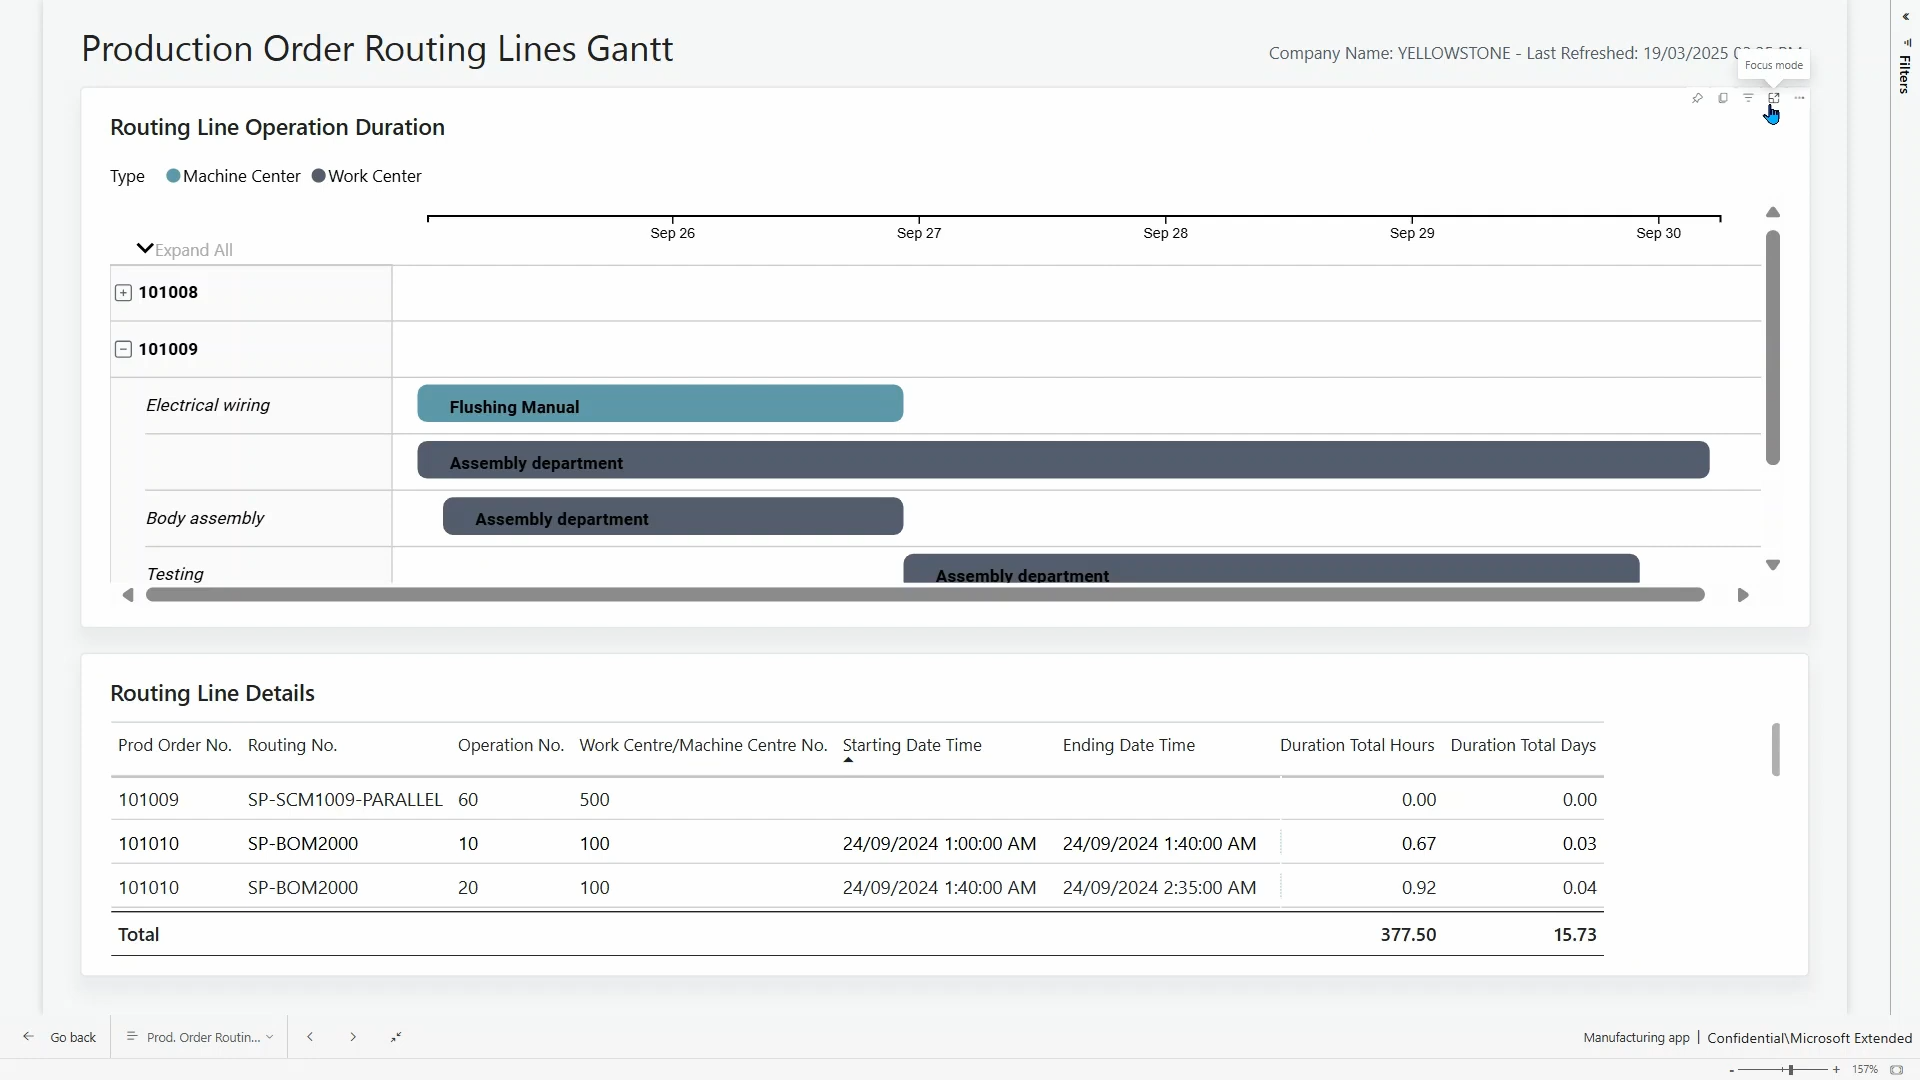 Production Order Routing Lines Gantt
Company Name: YELLOWSTONE - Last Refreshed: 19/03/2025
Focus mode
Filters
Routing Line Operation Duration
Type Machine Center Work Center
Sep 26 Sep 27 Sep 28 Sep 29 Sep 30
Expand All
101008
101009
Electrical wiring Flushing Manual
Assembly department
Body assembly Assembly department
Testing Assembly department
Routing Line Details
Prod Order No. Routing No. Operation No. Work Centre/Machine Centre No. Starting Date Time Ending Date Time Duration Total Hours Duration Total Days
101009 SP-SCM1009-PARALLEL 60 500 0.00 0.00
101010 SP-BOM2000 10 100 24/09/2024 1:00:00 AM 24/09/2024 1:40:00 AM 0.67 0.03
101010 SP-BOM2000 20 100 24/09/2024 1:40:00 AM 24/09/2024 2:35:00 AM 0.92 0.04
Total 377.50 15.73
Go back Prod. Order Routin... Manufacturing app | Confidential\Microsoft Extended
- + 157%